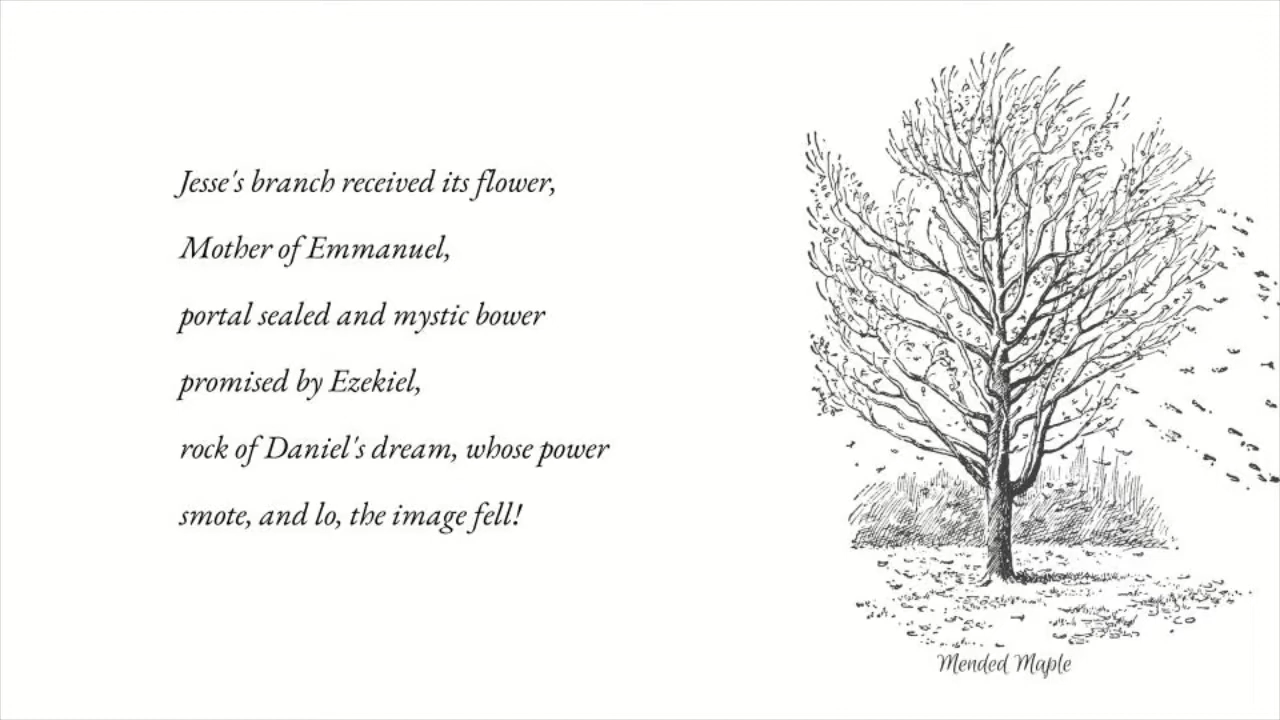 Jesse's branch received its flower,
Mother of Emmanuel,
portal sealed and mystic bower
promised by Ezekiel,
rock of Daniel's dream, whose power
smote, and lo, the image fell!
Mended Maple